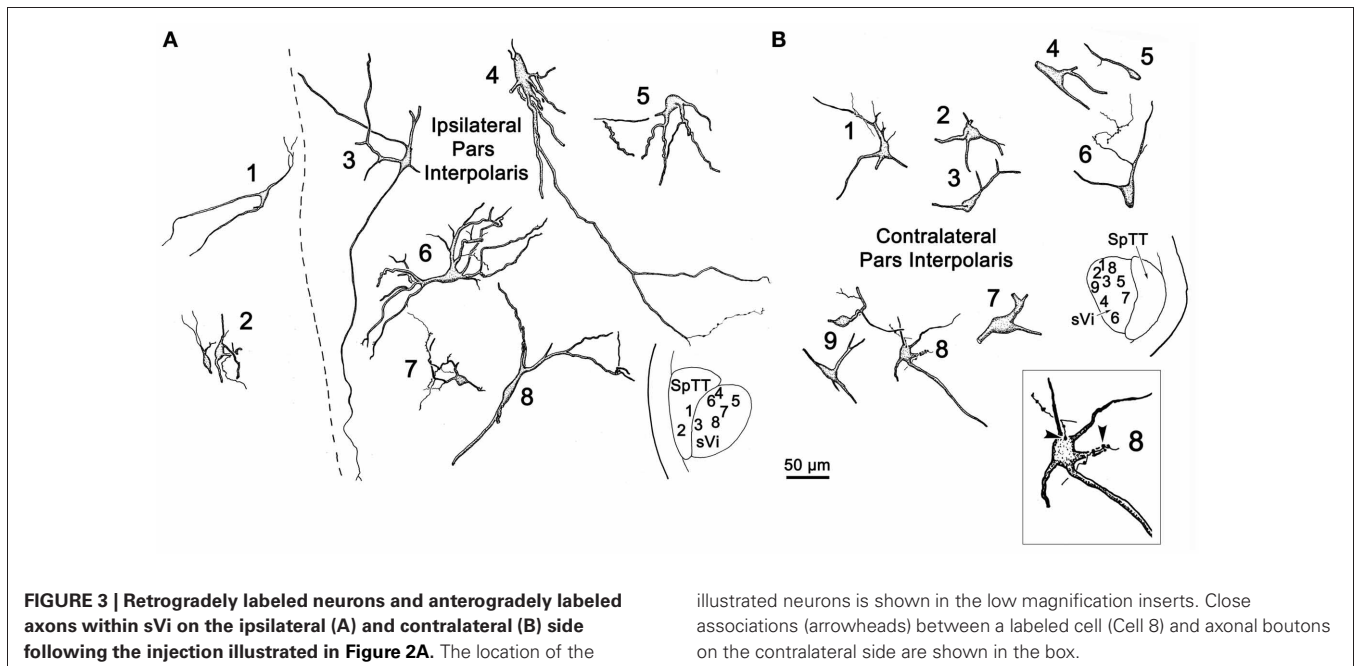 A
1
2
3
Ipsilateral
Pars
Interpolaris
4
5
6
7
8
SpTT
6 4
7 5
1
2 3 8
sVi
B
1
2
3
4
5
6
Contralateral
Pars Interpolaris
SpTT
1 8
2 3 5
9
4 7
6
sVi
7
8
9
50 µm
8
FIGURE 3 | Retrogradely labeled neurons and anterogradely labeled
axons within sVi on the ipsilateral (A) and contralateral (B) side
following the injection illustrated in Figure 2A. The location of the
illustrated neurons is shown in the low magnification inserts. Close
associations (arrowheads) between a labeled cell (Cell 8) and axonal boutons
on the contralateral side are shown in the box.